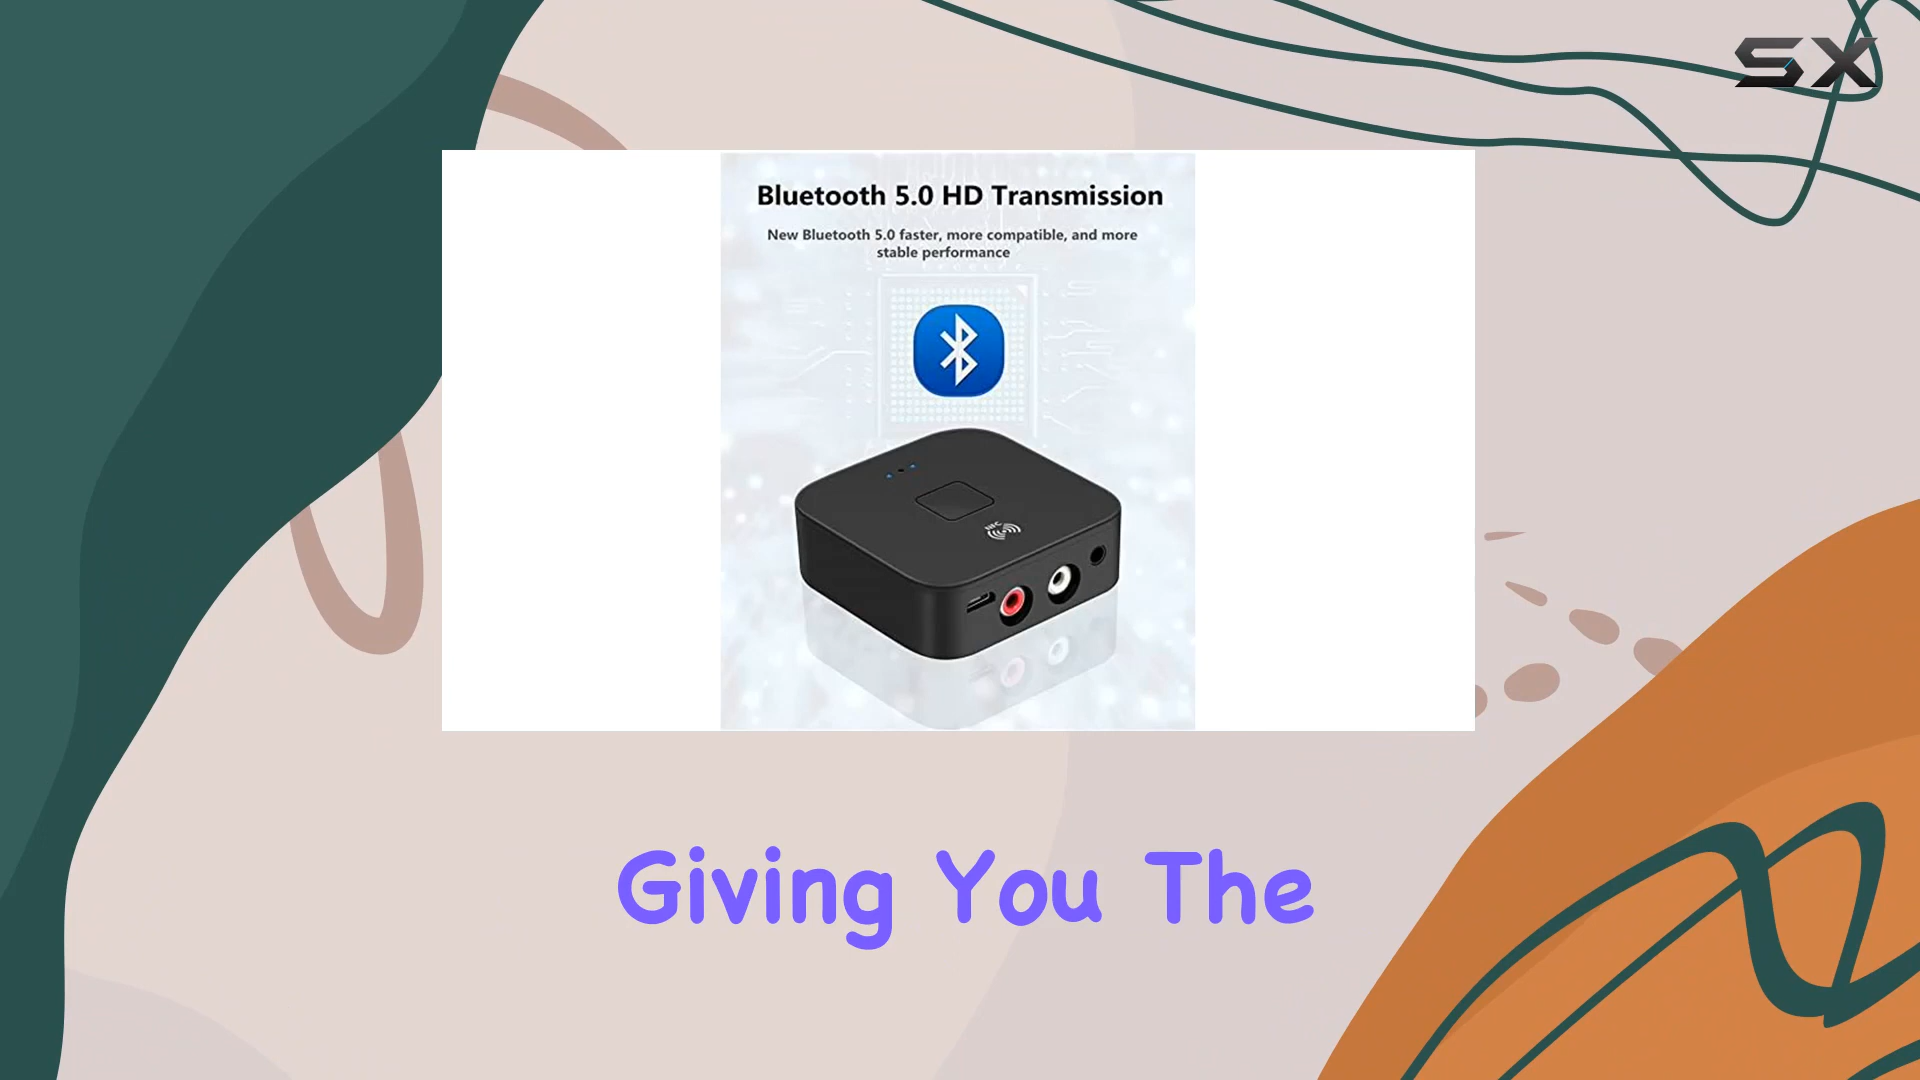 SX
Bluetooth 5.0 HD Transmission
New Bluetooth 5.0 faster, more compatible, and more
stable performance
NFC
Giving You The